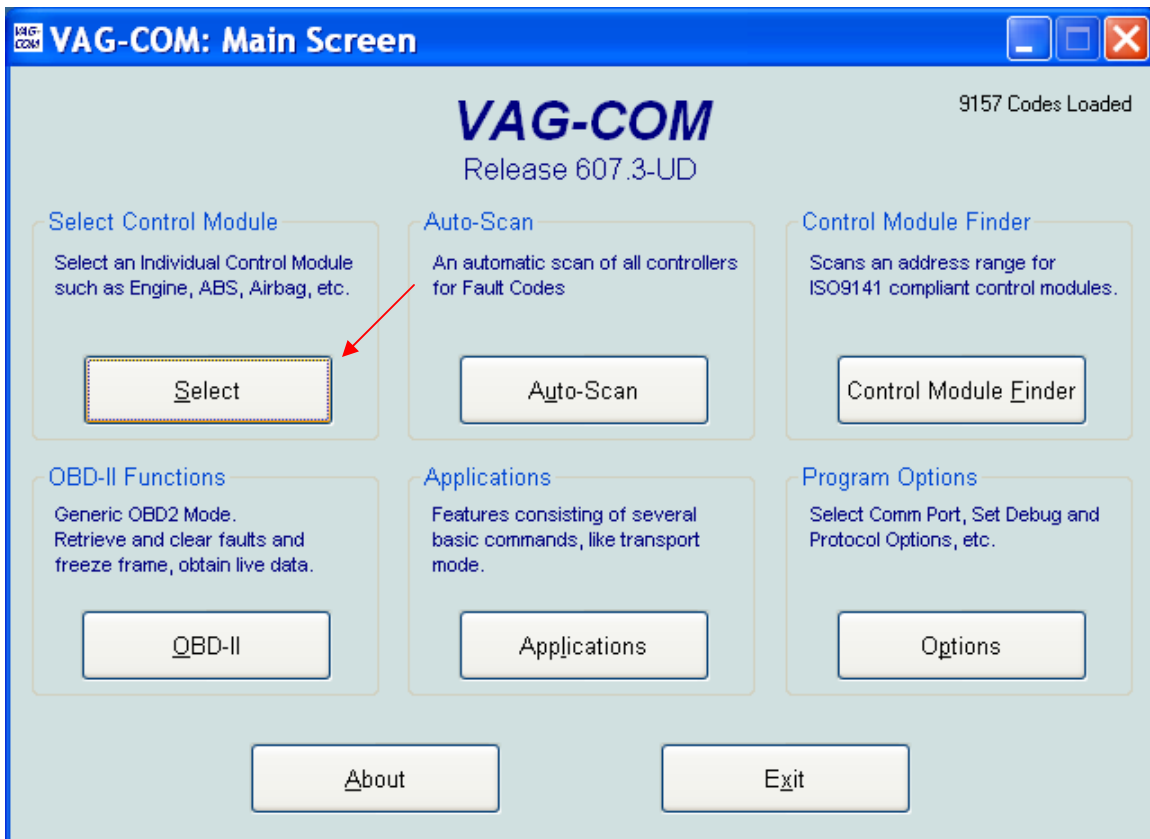 VAG-COM
VAG-COM: Main Screen
9157 Codes Loaded
VAG-COM
Release 607.3-UD
Select Control Module
Select an Individual Control Module
such as Engine, ABS, Airbag, etc.
Select
Auto-Scan
An automatic scan of all controllers
for Fault Codes
Auto-Scan
Control Module Finder
Scans an address range for
ISO9141 compliant control modules.
Control Module Finder
OBD-II Functions
Generic OBD2 Mode.
Retrieve and clear faults and
freeze frame, obtain live data.
OBD-II
Applications
Features consisting of several
basic commands, like transport
mode.
Applications
Program Options
Select Comm Port, Set Debug and
Protocol Options, etc.
Options
About
Exit